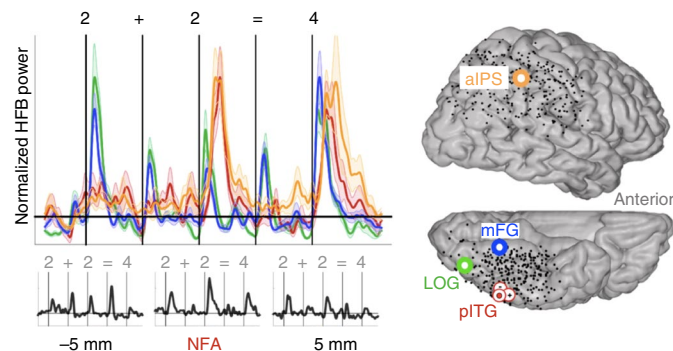 2 + 2 = 4
Normalized HFB power
2 + 2 = 4
2 + 2 = 4
2 + 2 = 4
–5 mm NFA 5 mm
aIPS
Anterior
mFG
LOG
pITG